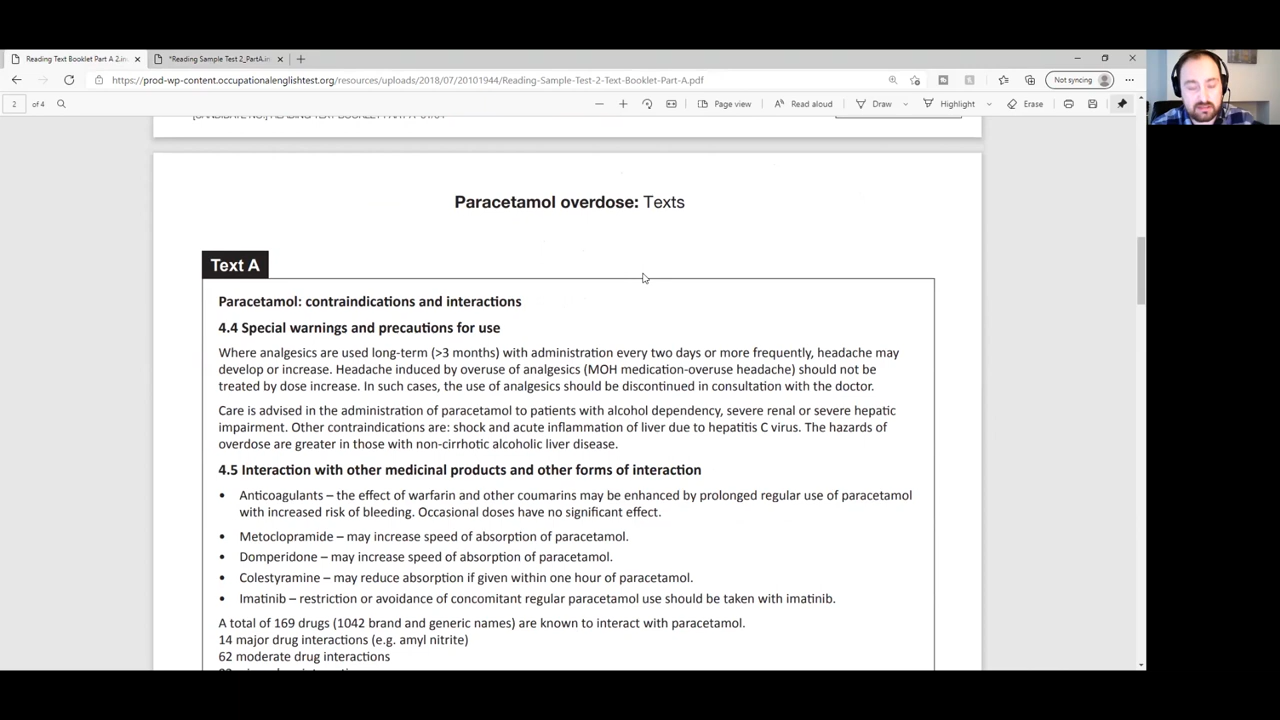 Reading Text Booklet Part A 2.in
*Reading Sample Test 2_PartA.in
https://prod-wp-content.occupationalenglishtest.org/resources/uploads/2018/07/20101944/Reading-Sample-Test-2-Text-Booklet-Part-A.pdf
Not syncing
2 of 4
Page view
Read aloud
Draw
Highlight
Erase
Paracetamol overdose: Texts
Text A
Paracetamol: contraindications and interactions
4.4 Special warnings and precautions for use
Where analgesics are used long-term (>3 months) with administration every two days or more frequently, headache may
develop or increase. Headache induced by overuse of analgesics (MOH medication-overuse headache) should not be
treated by dose increase. In such cases, the use of analgesics should be discontinued in consultation with the doctor.
Care is advised in the administration of paracetamol to patients with alcohol dependency, severe renal or severe hepatic
impairment. Other contraindications are: shock and acute inflammation of liver due to hepatitis C virus. The hazards of
overdose are greater in those with non-cirrhotic alcoholic liver disease.
4.5 Interaction with other medicinal products and other forms of interaction
• Anticoagulants – the effect of warfarin and other coumarins may be enhanced by prolonged regular use of paracetamol
with increased risk of bleeding. Occasional doses have no significant effect.
• Metoclopramide – may increase speed of absorption of paracetamol.
• Domperidone – may increase speed of absorption of paracetamol.
• Colestyramine – may reduce absorption if given within one hour of paracetamol.
• Imatinib – restriction or avoidance of concomitant regular paracetamol use should be taken with imatinib.
A total of 169 drugs (1042 brand and generic names) are known to interact with paracetamol.
14 major drug interactions (e.g. amyl nitrite)
62 moderate drug interactions